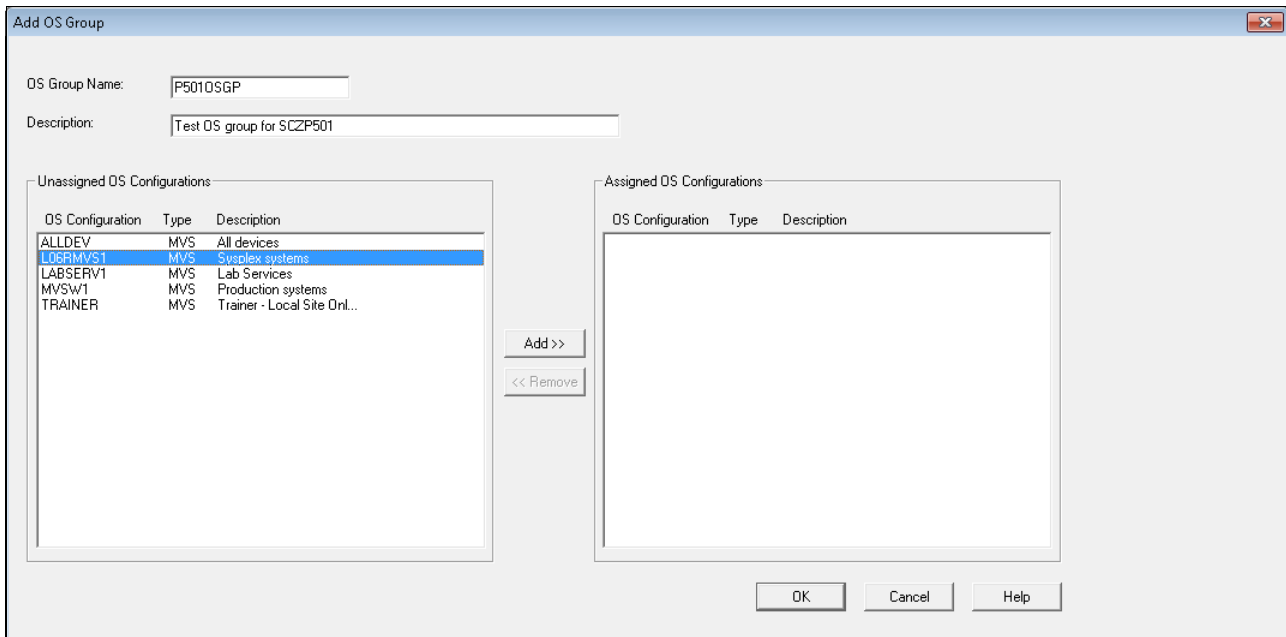 Add OS Group
OS Group Name: P501OSGP
Description: Test OS group for SCZP501
Unassigned OS Configurations
OS Configuration Type Description
ALLDEV MVS All devices
L06RMVS1 MVS Sysplex systems
LABSERV1 MVS Lab Services
MVSW1 MVS Production systems
TRAINER MVS Trainer - Local Site Onl...
Add >>
<< Remove
Assigned OS Configurations
OS Configuration Type Description
OK Cancel Help